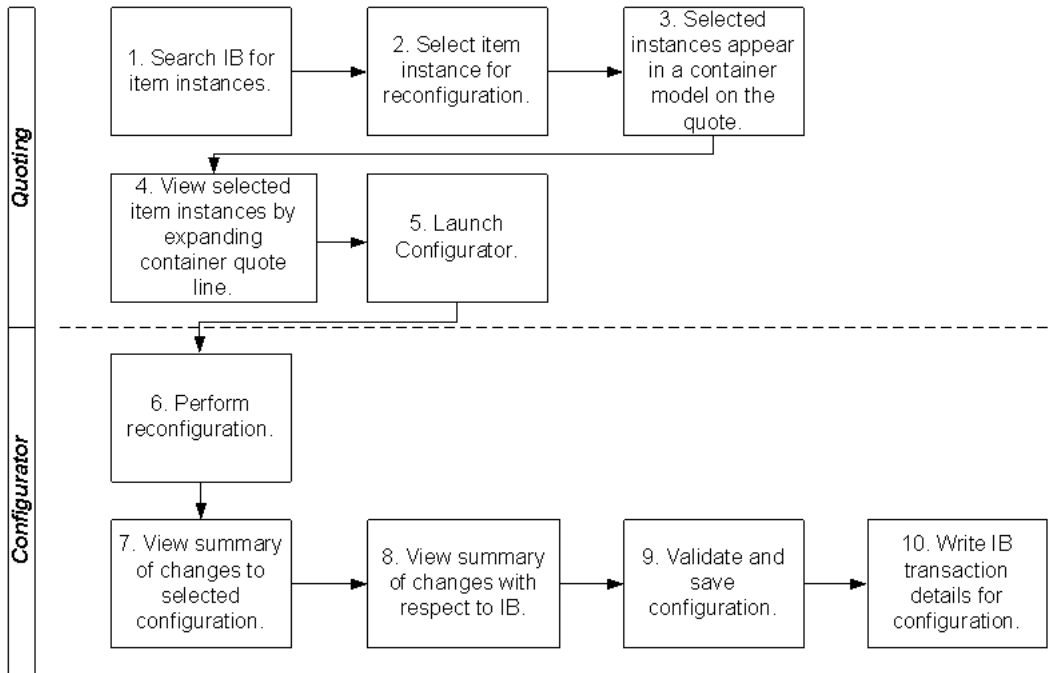 Quoting
1. Search IB for
item instances.
2. Select item
instance for
reconfiguration.
3. Selected
instances appear
in a container
model on the
quote.
4. View selected
item instances by
expanding
container quote
line.
5. Launch
Configurator.
Configurator
6. Perform
reconfiguration.
7. View summary
of changes to
selected
configuration.
8. View summary
of changes with
respect to IB.
9. Validate and
save
configuration.
10. Write IB
transaction
details for
configuration.